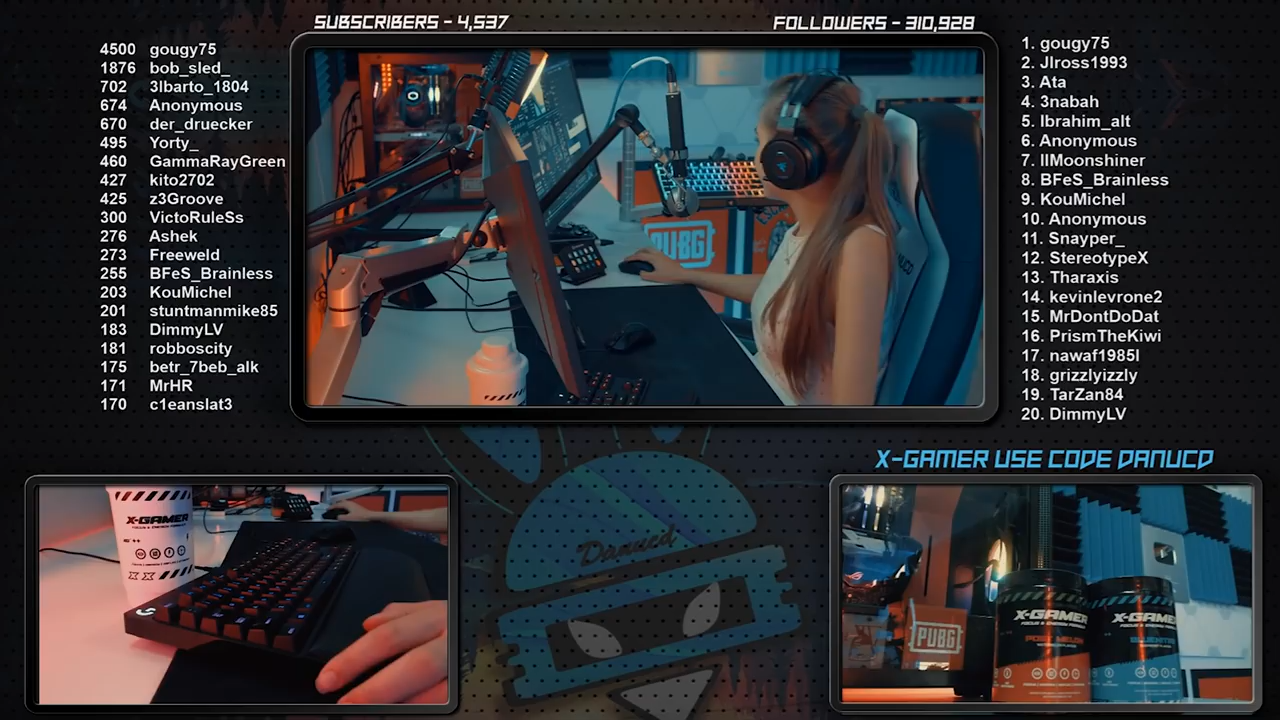 SUBSCRIBERS - 4,537
FOLLOWERS - 310,928
4500 gougy75
1876 bob_sled_
702 3lbarto_1804
674 Anonymous
670 der_druecker
495 Yorty_
460 GammaRayGreen
427 kito2702
425 z3Groove
300 VictoRuleSs
276 Ashek
273 Freeweld
255 BFeS_Brainless
203 KouMichel
201 stuntmanmike85
183 DimmyLV
181 robboscity
175 betr_7beb_alk
171 MrHR
170 c1eanslat3
PUBG
1. gougy75
2. Jlross1993
3. Ata
4. 3nabah
5. Ibrahim_alt
6. Anonymous
7. IlMoonshiner
8. BFeS_Brainless
9. KouMichel
10. Anonymous
11. Snayper_
12. StereotypeX
13. Tharaxis
14. kevinlevrone2
15. MrDontDoDat
16. PrismTheKiwi
17. nawaf1985l
18. grizzlyizzly
19. TarZan84
20. DimmyLV
X-GAMER USE CODE DANUCD
X-GAMER
Danucd
PUBG
X-GAMER
X-GAMER